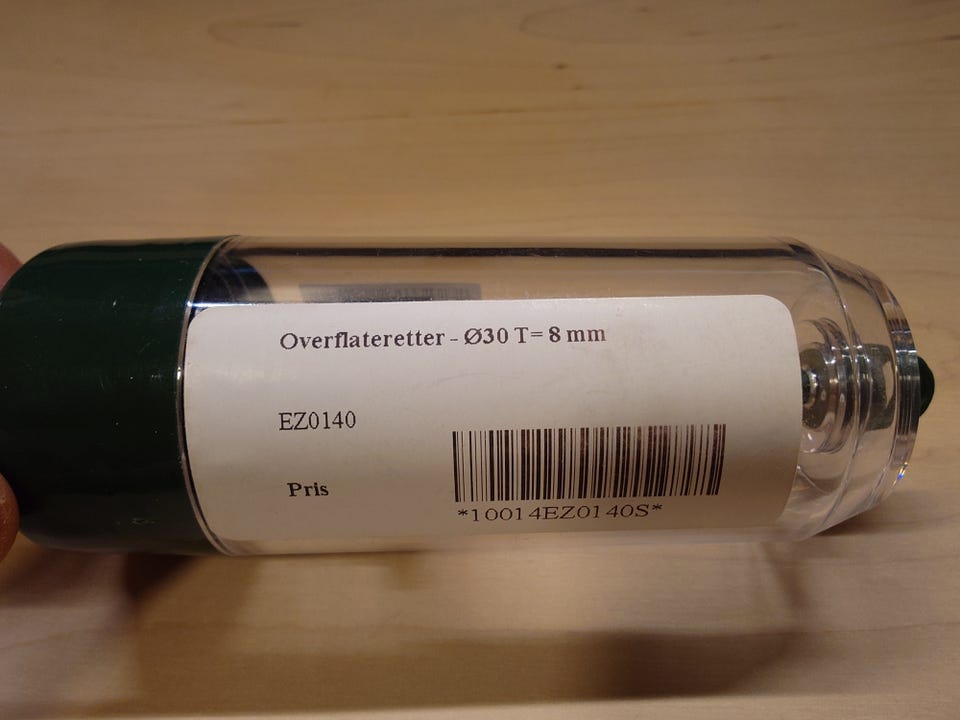 Overflateretter - Ø30 T= 8 mm
EZ0140
Pris
*10014EZ0140S*